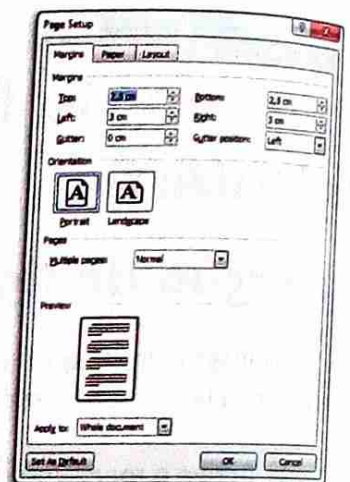 Page Setup
Margins Paper Layout
Margins
Top: 2,5 cm Bottom: 2,5 cm
Left: 3 cm Right: 3 cm
Gutter: 0 cm Gutter position: Left
Orientation
A A
Portrait Landscape
Pages
Multiple pages: Normal
Preview
Apply to: Whole document
Set As Default OK Cancel